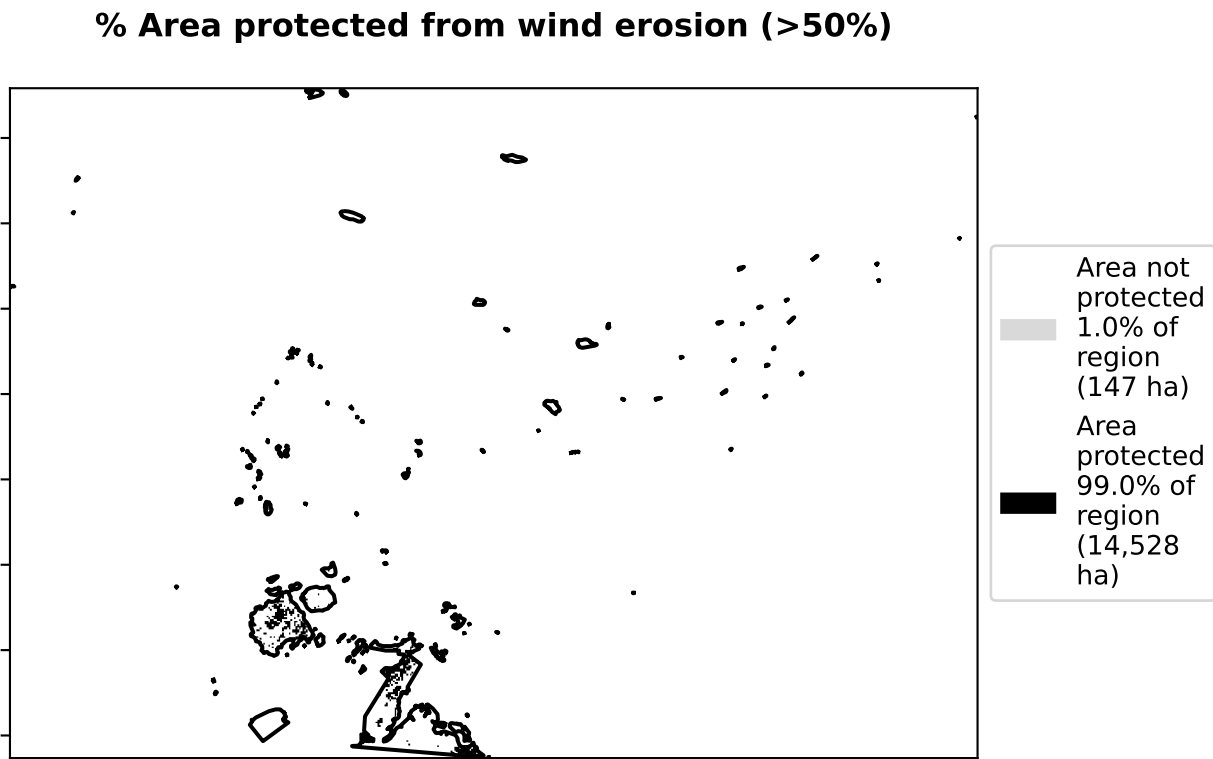 % Area protected from wind erosion (>50%)
Area not
protected
1.0% of
region
(147 ha)
Area
protected
99.0% of
region
(14,528
ha)